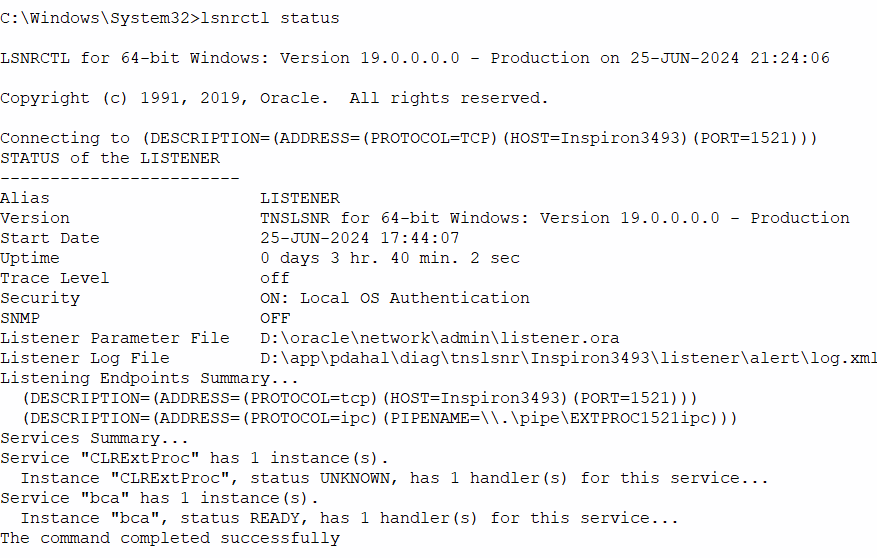 C:\Windows\System32>lsnrctl status
LSNRCTL for 64-bit Windows: Version 19.0.0.0.0 - Production on 25-JUN-2024 21:24:06
Copyright (c) 1991, 2019, Oracle.  All rights reserved.
Connecting to (DESCRIPTION=(ADDRESS=(PROTOCOL=TCP)(HOST=Inspiron3493)(PORT=1521)))
STATUS of the LISTENER
------------------------
Alias                     LISTENER
Version                   TNSLSNR for 64-bit Windows: Version 19.0.0.0.0 - Production
Start Date                25-JUN-2024 17:44:07
Uptime                    0 days 3 hr. 40 min. 2 sec
Trace Level               off
Security                  ON: Local OS Authentication
SNMP                      OFF
Listener Parameter File   D:\oracle\network\admin\listener.ora
Listener Log File         D:\app\pdahal\diag\tnslsnr\Inspiron3493\listener\alert\log.xml
Listening Endpoints Summary...
  (DESCRIPTION=(ADDRESS=(PROTOCOL=tcp)(HOST=Inspiron3493)(PORT=1521)))
  (DESCRIPTION=(ADDRESS=(PROTOCOL=ipc)(PIPENAME=\\.\pipe\EXTPROC1521ipc)))
Services Summary...
Service "CLRExtProc" has 1 instance(s).
  Instance "CLRExtProc", status UNKNOWN, has 1 handler(s) for this service...
Service "bca" has 1 instance(s).
  Instance "bca", status READY, has 1 handler(s) for this service...
The command completed successfully